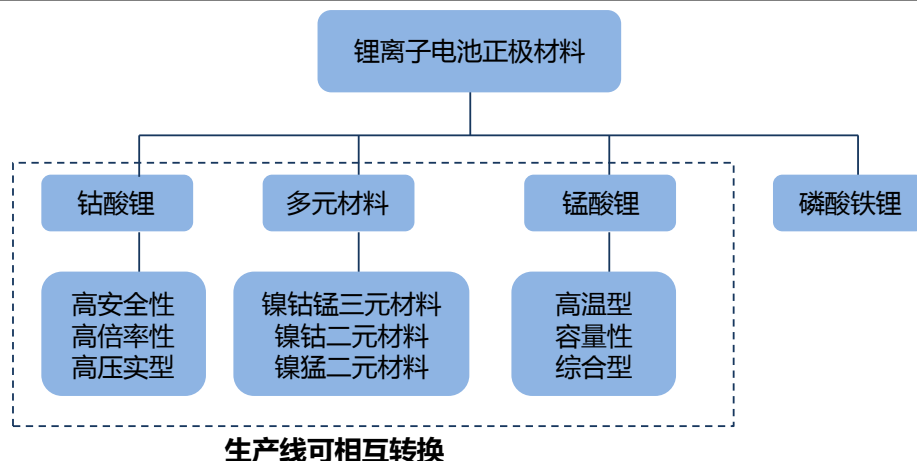 锂离子电池正极材料
钴酸锂
多元材料
锰酸锂
磷酸铁锂
高安全性
高倍率性
高压实型
镍钴锰三元材料
镍钴二元材料
镍猛二元材料
高温型
容量性
综合型
生产线可相互转换